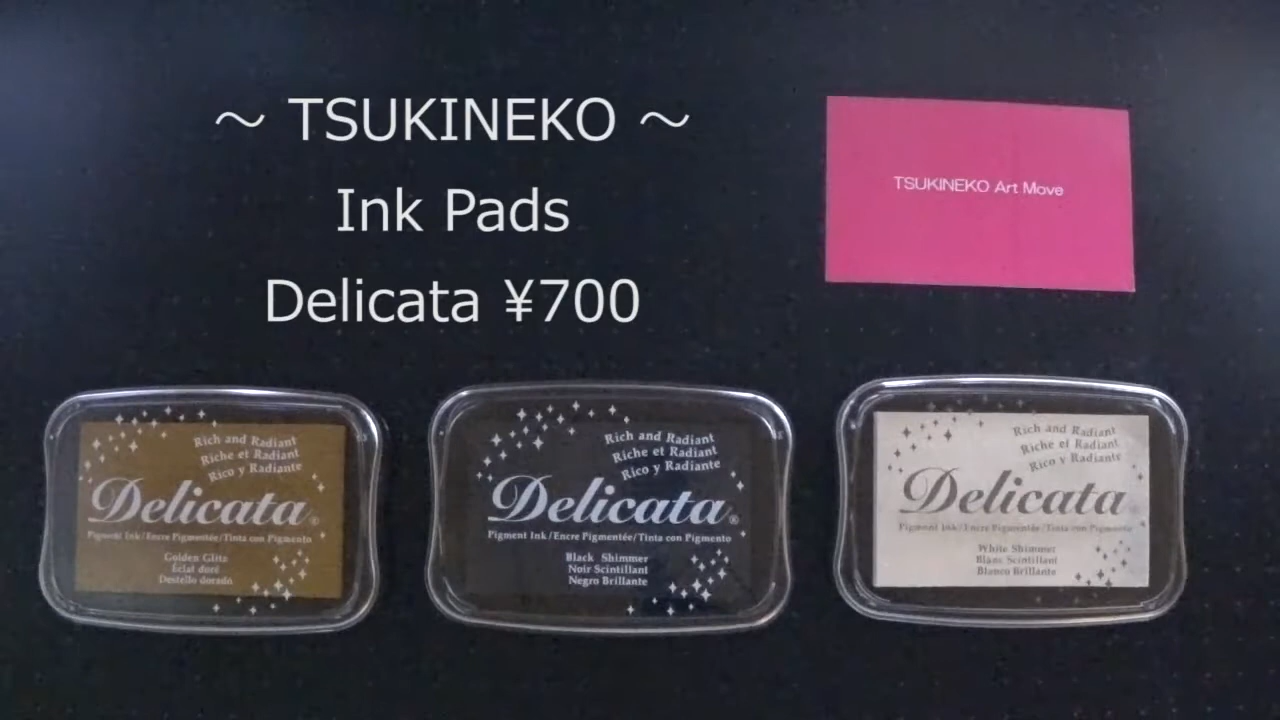 ～ TSUKINEKO ～
Ink Pads
Delicata ¥700
TSUKINEKO Art Move
Rich and Radiant
Riche et Radiant
Rico y Radiante
Delicata®
Pigment Ink/Encre Pigmentée/Tinta con Pigmento
Golden Glitz
Éclat doré
Destello dorado
Rich and Radiant
Riche et Radiant
Rico y Radiante
Delicata®
Pigment Ink/Encre Pigmentée/Tinta con Pigmento
Black Shimmer
Noir Scintillant
Negro Brillante
Rich and Radiant
Riche et Radiant
Rico y Radiante
Delicata®
Pigment Ink/Encre Pigmentée/Tinta con Pigmento
White Shimmer
Blanc Scintillant
Blanco Brillante